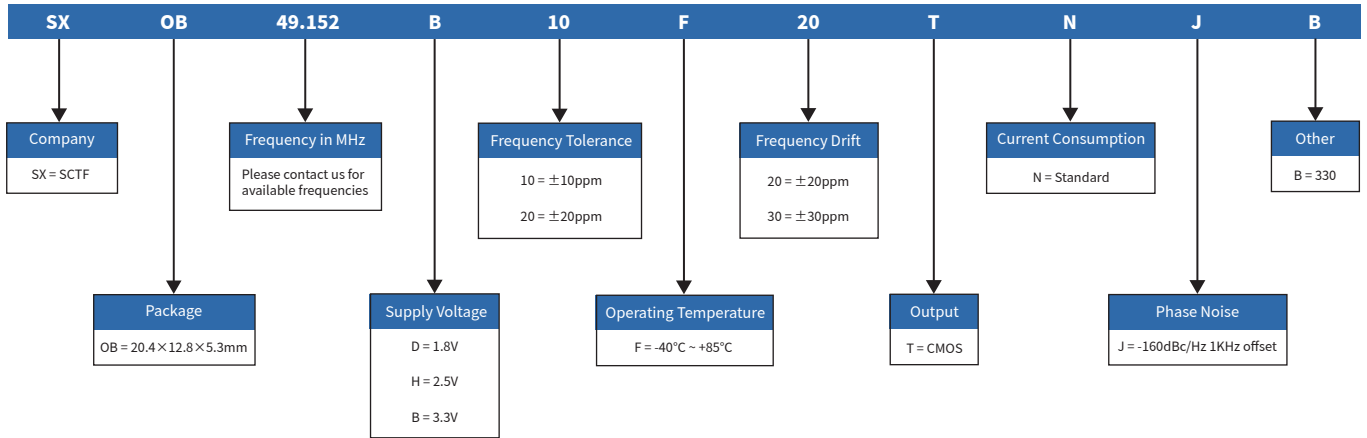 SX OB 49.152 B 10 F 20 T N J B
Company
SX = SCTF
Frequency in MHz
Please contact us for
available frequencies
Frequency Tolerance
10 = ±10ppm
20 = ±20ppm
Frequency Drift
20 = ±20ppm
30 = ±30ppm
Current Consumption
N = Standard
Other
B = 330
Package
OB = 20.4×12.8×5.3mm
Supply Voltage
D = 1.8V
H = 2.5V
B = 3.3V
Operating Temperature
F = -40°C ~ +85°C
Output
T = CMOS
Phase Noise
J = -160dBc/Hz 1KHz offset